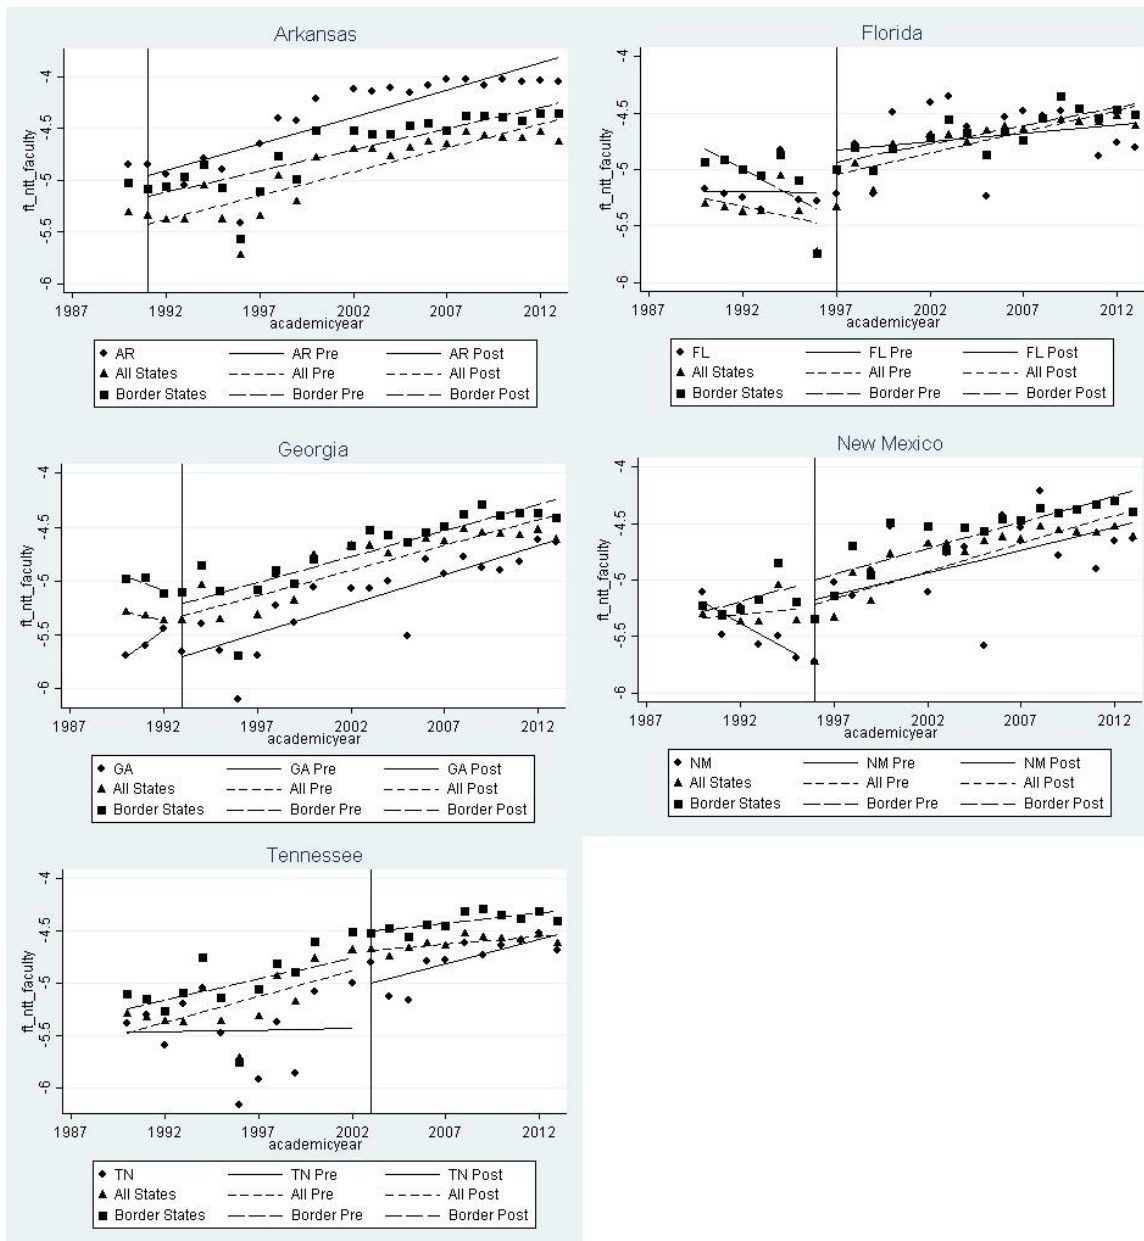 Arkansas
ft_ntt_faculty
-4
-4.5
-5
-5.5
-6
1987 1992 1997 2002 2007 2012
academicyear
AR AR Pre AR Post
All States All Pre All Post
Border States Border Pre Border Post
Florida
ft_ntt_faculty
-4
-4.5
-5
-5.5
-6
1987 1992 1997 2002 2007 2012
academicyear
FL FL Pre FL Post
All States All Pre All Post
Border States Border Pre Border Post
Georgia
ft_ntt_faculty
-4
-4.5
-5
-5.5
-6
1987 1992 1997 2002 2007 2012
academicyear
GA GA Pre GA Post
All States All Pre All Post
Border States Border Pre Border Post
New Mexico
ft_ntt_faculty
-4
-4.5
-5
-5.5
-6
1987 1992 1997 2002 2007 2012
academicyear
NM NM Pre NM Post
All States All Pre All Post
Border States Border Pre Border Post
Tennessee
ft_ntt_faculty
-4
-4.5
-5
-5.5
-6
1987 1992 1997 2002 2007 2012
academicyear
TN TN Pre TN Post
All States All Pre All Post
Border States Border Pre Border Post